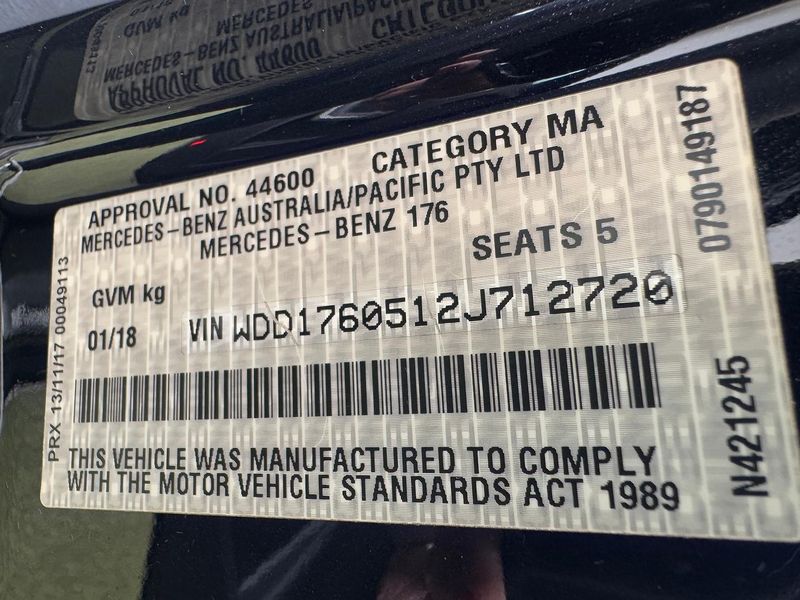 APPROVAL NO. 44600 CATEGORY MA
MERCEDES-BENZ AUSTRALIA/PACIFIC PTY LTD
MERCEDES-BENZ 176
SEATS 5
GVM kg
01/18
VIN WDD1760512J712720
THIS VEHICLE WAS MANUFACTURED TO COMPLY
WITH THE MOTOR VEHICLE STANDARDS ACT 1989
PRX 13/11/17 00049113
0790149187
N421245